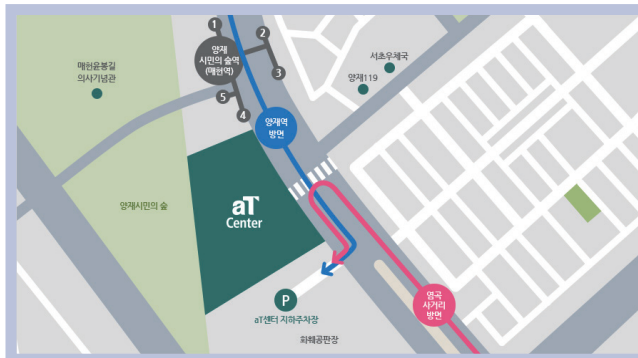 1
양재
시민의 숲역
(매헌역)
2
3
5
4
매헌윤봉길
의사기념관
서초우체국
양재119
양재역
방면
양재시민의 숲
aT
Center
P
aT센터 지하주차장
화훼공판장
염곡
사거리
방면